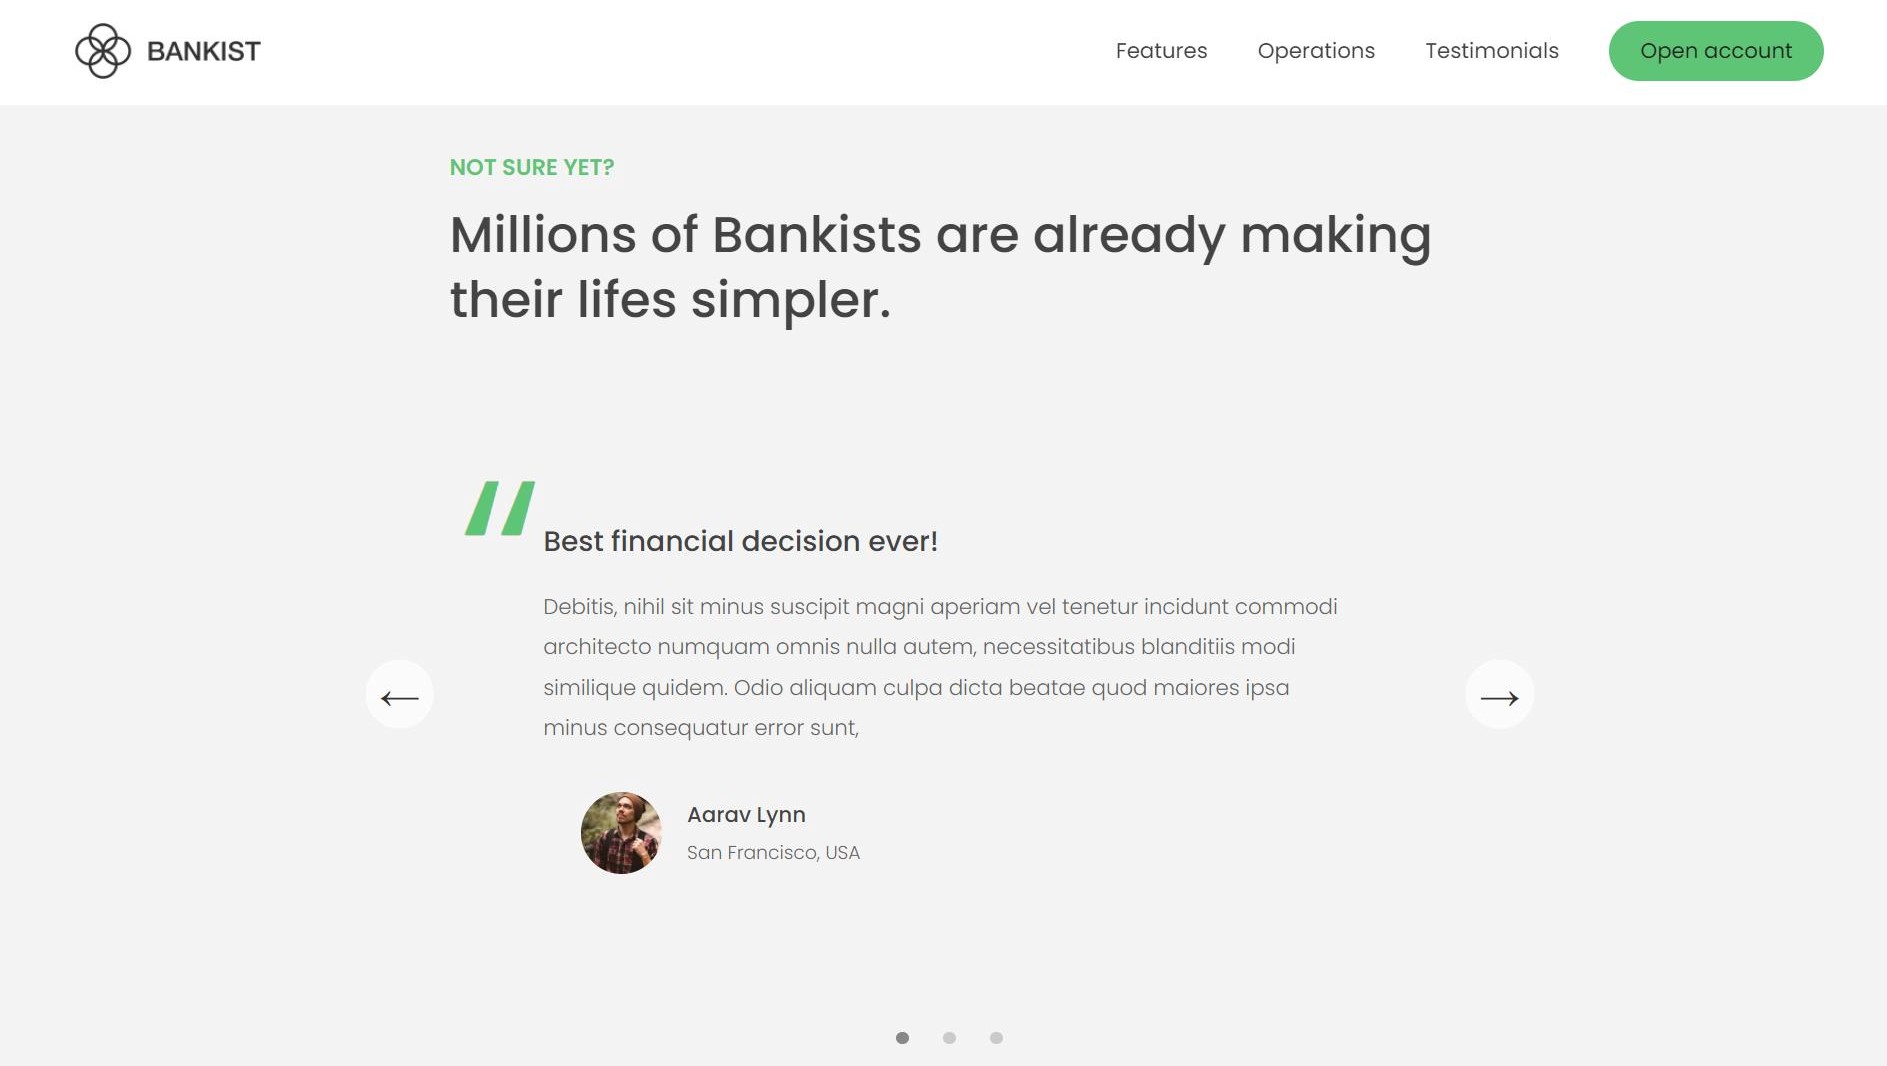 BANKIST
Features
Operations
Testimonials
Open account
NOT SURE YET?
Millions of Bankists are already making
their lifes simpler.
Best financial decision ever!
Debitis, nihil sit minus suscipit magni aperiam vel tenetur incidunt commodi
architecto numquam omnis nulla autem, necessitatibus blanditiis modi
similique quidem. Odio aliquam culpa dicta beatae quod maiores ipsa
minus consequatur error sunt,
Aarav Lynn
San Francisco, USA